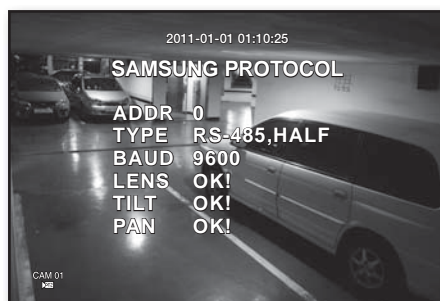 2011-01-01 01:10:25
SAMSUNG PROTOCOL
ADDR 0
TYPE RS-485,HALF
BAUD 9600
LENS OK!
TILT OK!
PAN OK!
CAM 01